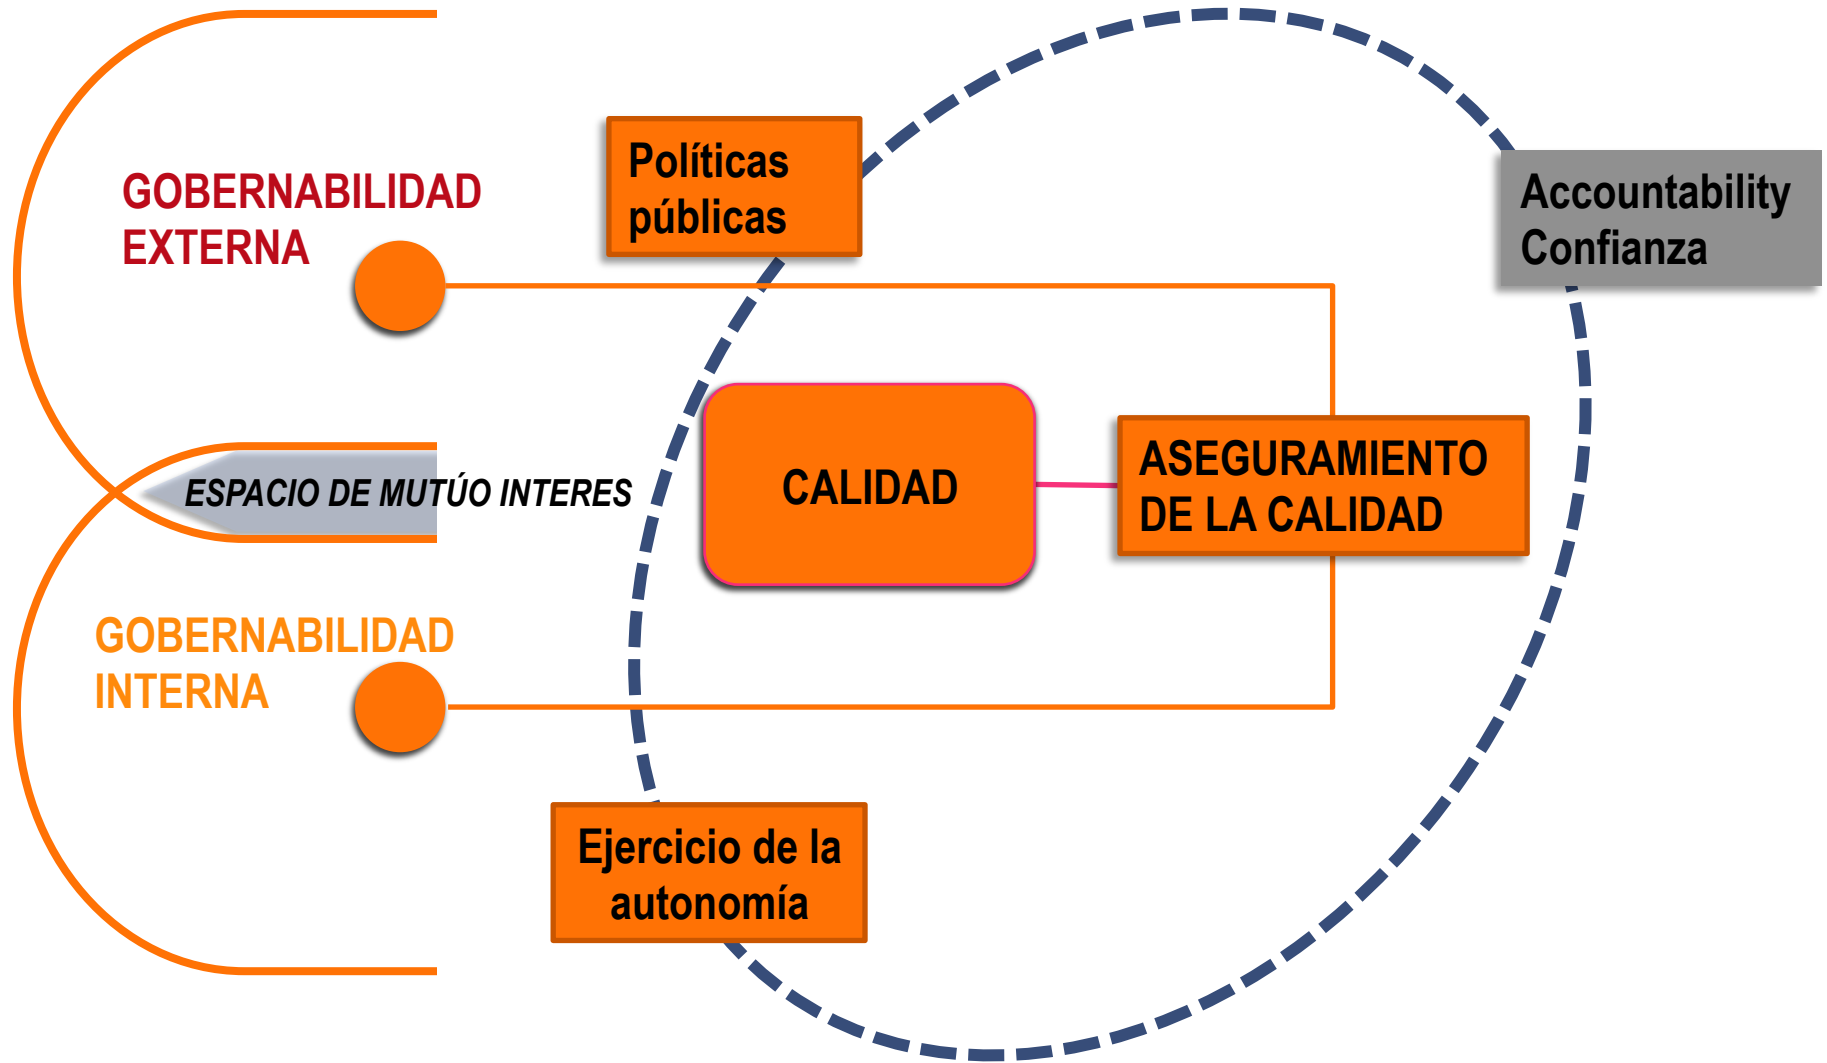 Políticas
públicas
Accountability
Confianza
GOBERNABILIDAD
EXTERNA
ESPACIO DE MUTÚO INTERES
CALIDAD
ASEGURAMIENTO
DE LA CALIDAD
GOBERNABILIDAD
INTERNA
Ejercicio de la
autonomía